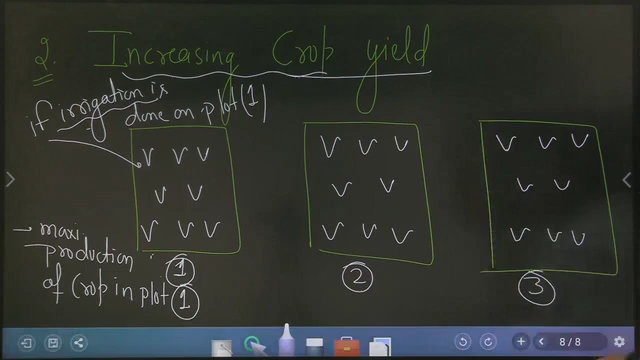 2. Increasing Crop yield
if irrigation is
done on plot (1)
→ maxi.
production
of Crop in plot
1
1
2
3
8/8